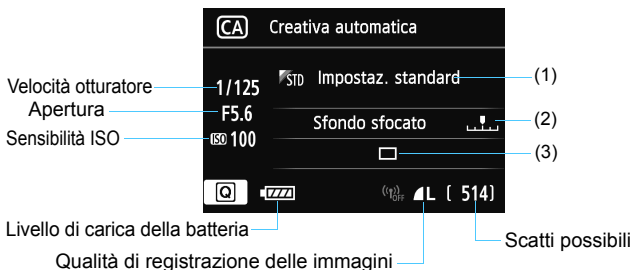 CA Creativa automatica
Velocità otturatore
1/125
STD Impostaz. standard
(1)
Apertura
F5.6
Sfondo sfocato
(2)
Sensibilità ISO
ISO 100
(3)
Q
((ᴛ)) OFF
L [ 514]
Livello di carica della batteria
Scatti possibili
Qualità di registrazione delle immagini